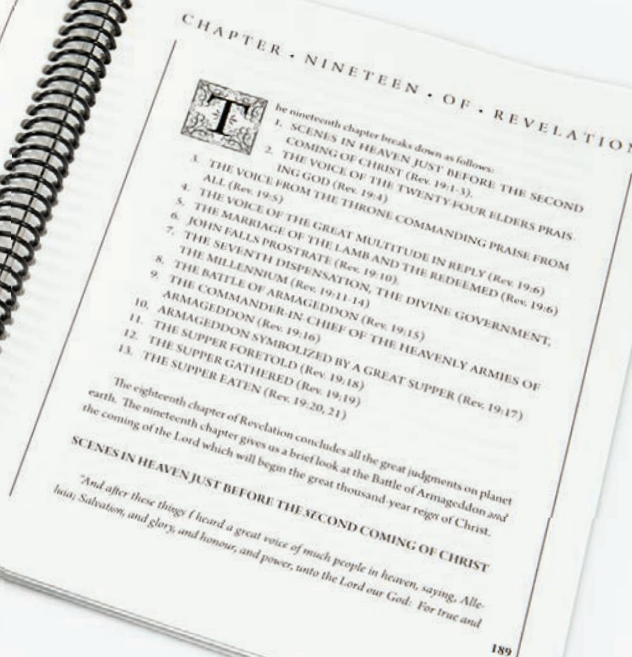 CHAPTER • NINETEEN • OF • REVELATION
The nineteenth chapter breaks down as follows:
1. SCENES IN HEAVEN JUST BEFORE THE SECOND
COMING OF CHRIST (Rev. 19:1-3).
2. THE VOICE OF THE TWENTY-FOUR ELDERS PRAIS-
ING GOD (Rev. 19:4)
3. THE VOICE FROM THE THRONE COMMANDING PRAISE FROM
ALL (Rev. 19:5)
4. THE VOICE OF THE GREAT MULTITUDE IN REPLY (Rev. 19:6)
5. THE MARRIAGE OF THE LAMB AND THE REDEEMED (Rev. 19:6)
6. JOHN FALLS PROSTRATE (Rev. 19:10).
7. THE SEVENTH DISPENSATION, THE DIVINE GOVERNMENT,
THE MILLENNIUM (Rev. 19:11-14)
8. THE BATTLE OF ARMAGEDDON (Rev. 19:15)
9. THE COMMANDER-IN-CHIEF OF THE HEAVENLY ARMIES OF
ARMAGEDDON (Rev. 19:16)
10. ARMAGEDDON SYMBOLIZED BY A GREAT SUPPER (Rev. 19:17)
11. THE SUPPER FORETOLD (Rev. 19:18)
12. THE SUPPER GATHERED (Rev. 19:19)
13. THE SUPPER EATEN (Rev. 19:20, 21)
The eighteenth chapter of Revelation concludes all the great judgments on planet
earth. The nineteenth chapter gives us a brief look at the Battle of Armageddon and
the coming of the Lord which will begin the great thousand-year reign of Christ.
SCENES IN HEAVEN JUST BEFORE THE SECOND COMING OF CHRIST
"And after these things I heard a great voice of much people in heaven, saying, Alle-
luia; Salvation, and glory, and honour, and power, unto the Lord our God: For true and
189